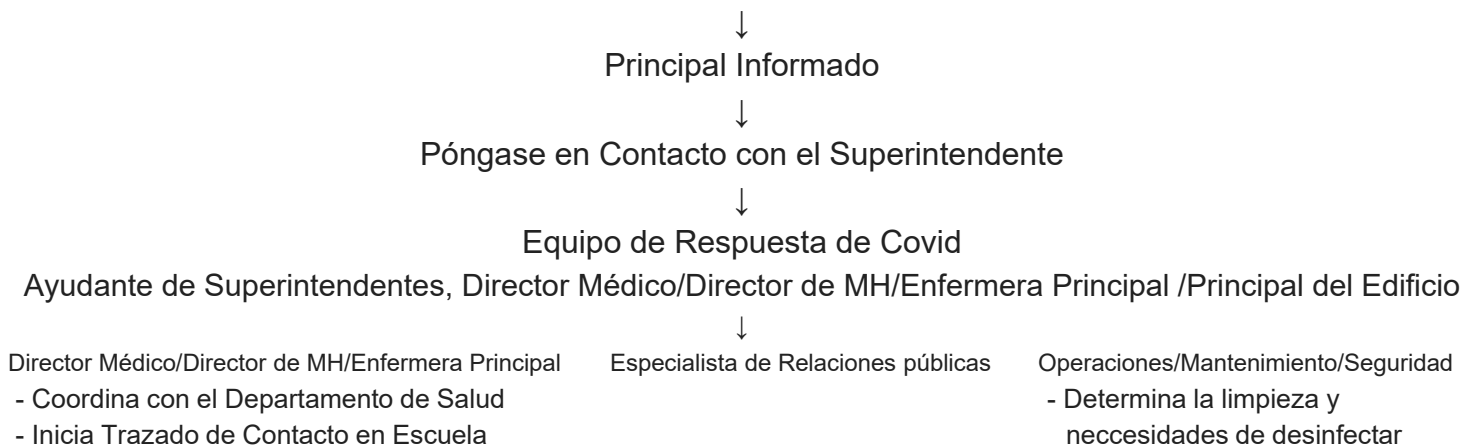 ↓
Principal Informado
↓
Póngase en Contacto con el Superintendente
↓
Equipo de Respuesta de Covid
Ayudante de Superintendentes, Director Médico/Director de MH/Enfermera Principal /Principal del Edificio
↓
Director Médico/Director de MH/Enfermera Principal
- Coordina con el Departamento de Salud
- Inicia Trazado de Contacto en Escuela
Especialista de Relaciones públicas
Operaciones/Mantenimiento/Seguridad
- Determina la limpieza y
neccesidades de desinfectar